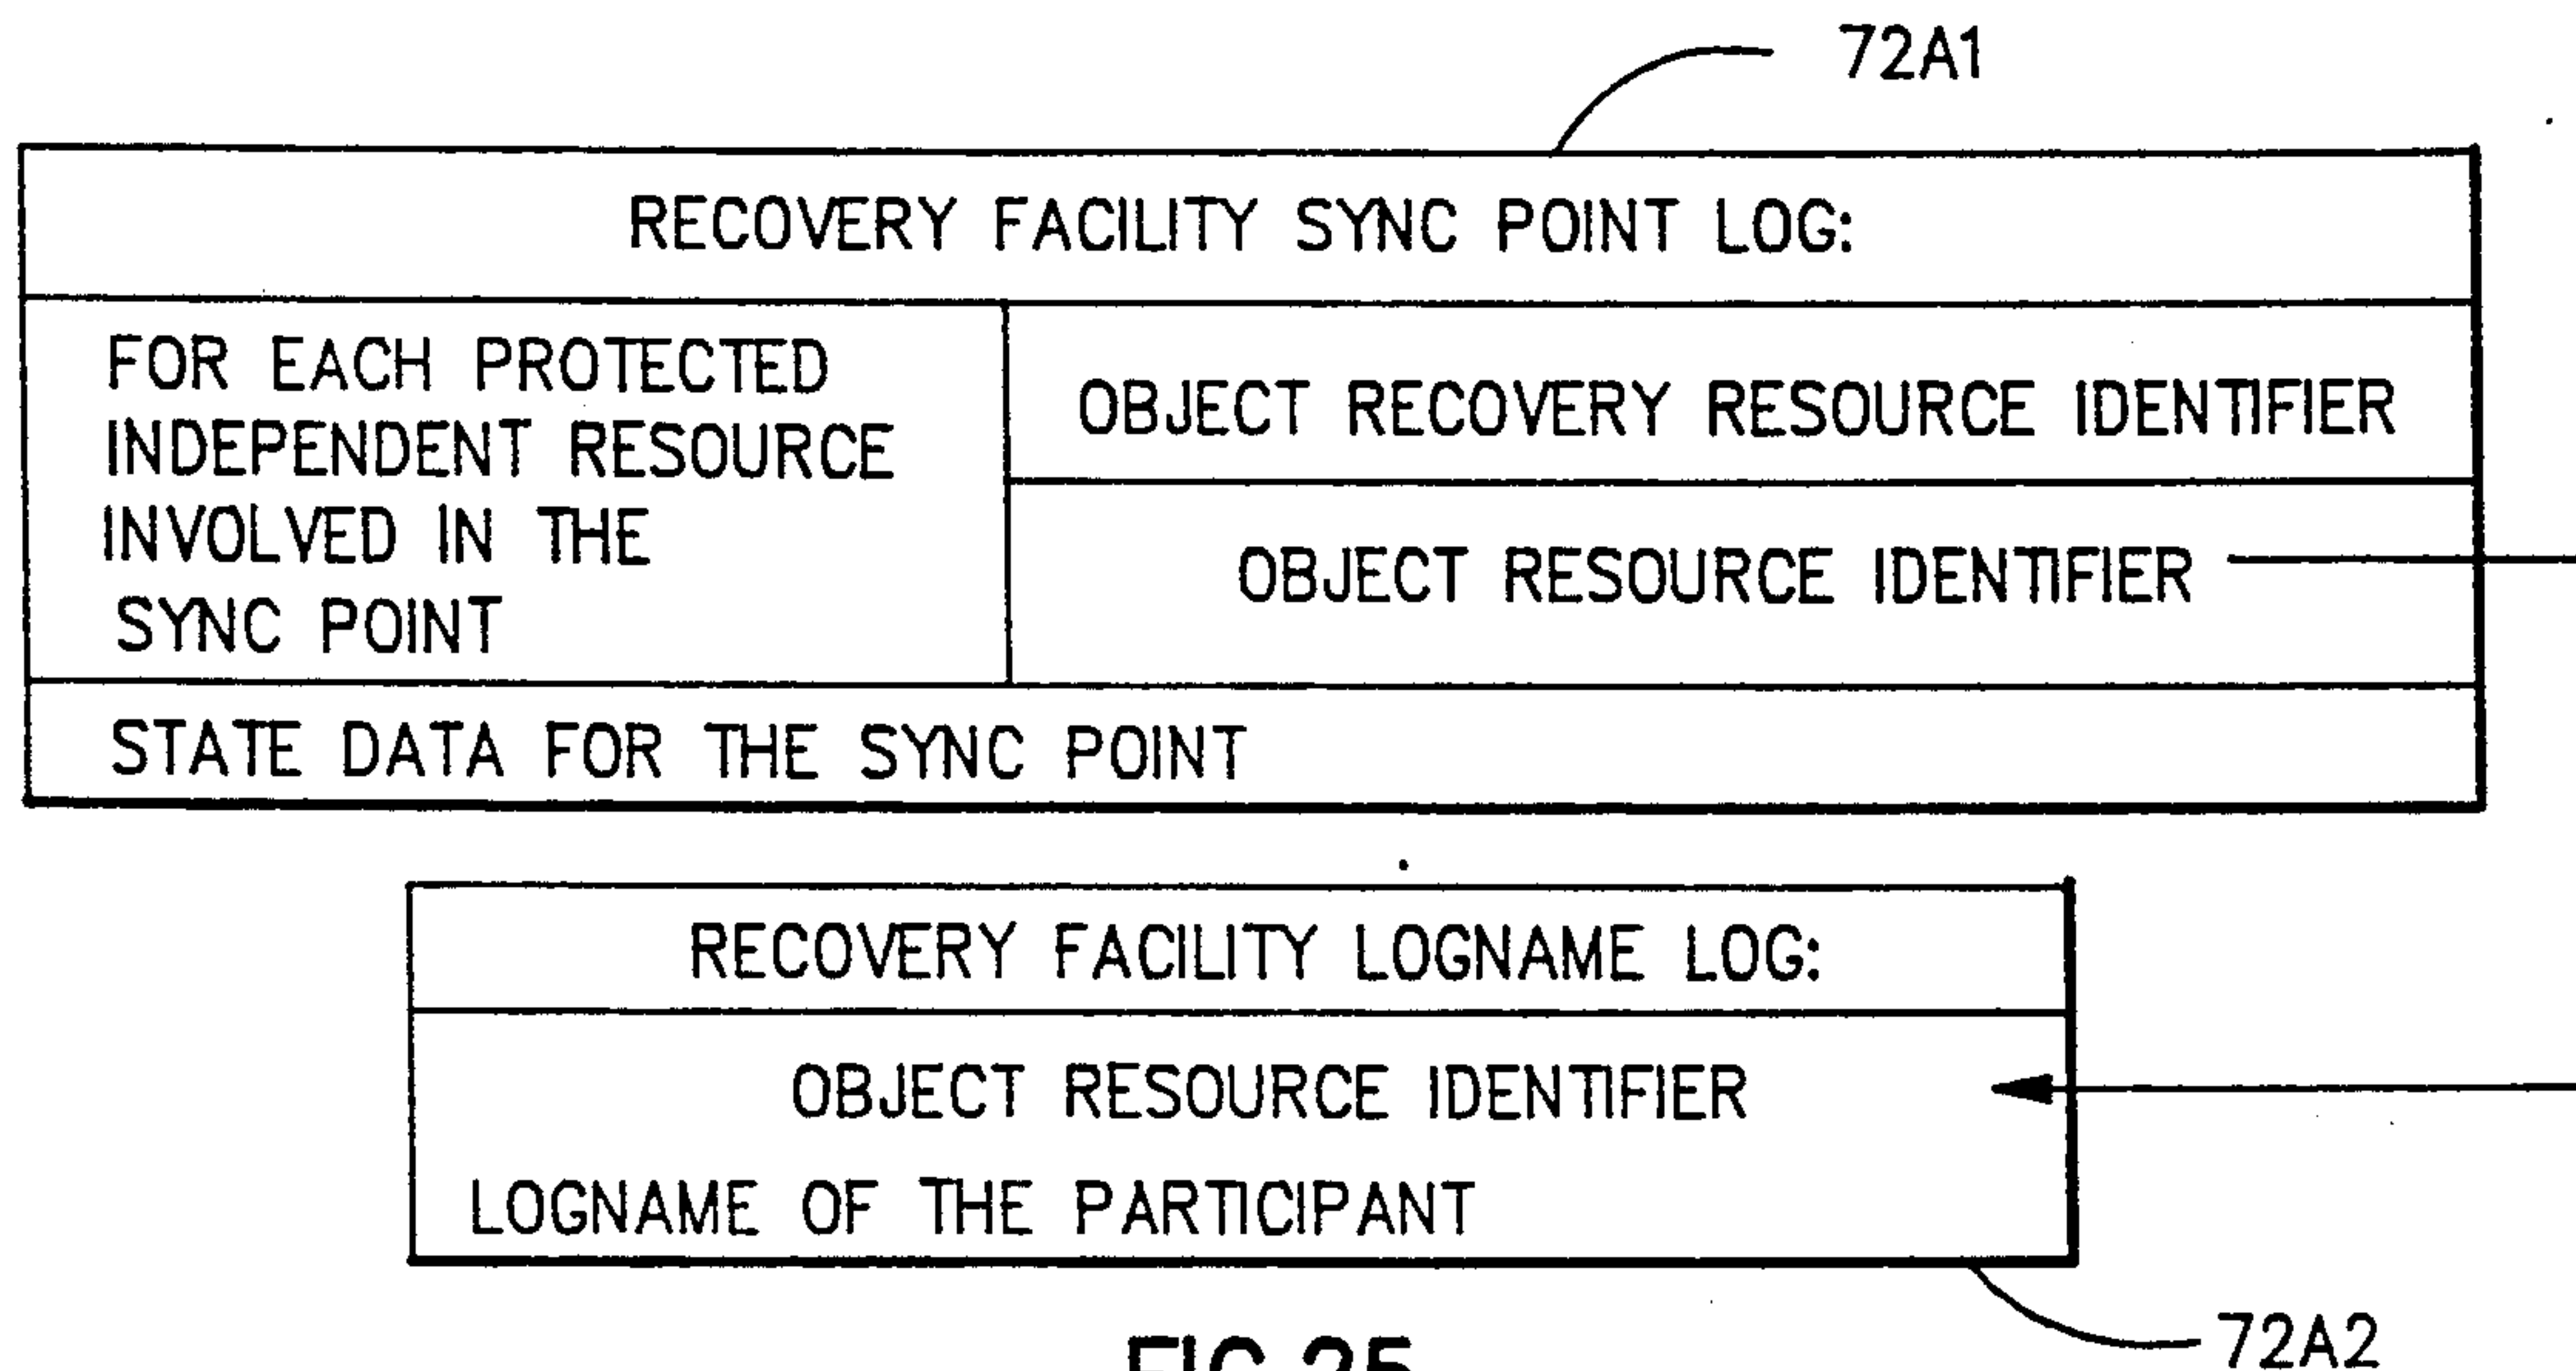 72A1
RECOVERY FACILITY SYNC POINT LOG:
FOR EACH PROTECTED
INDEPENDENT RESOURCE
INVOLVED IN THE
SYNC POINT
OBJECT RECOVERY RESOURCE IDENTIFIER
OBJECT RESOURCE IDENTIFIER
STATE DATA FOR THE SYNC POINT
RECOVERY FACILITY LOGNAME LOG:
OBJECT RESOURCE IDENTIFIER
LOGNAME OF THE PARTICIPANT
72A2
FIG.25